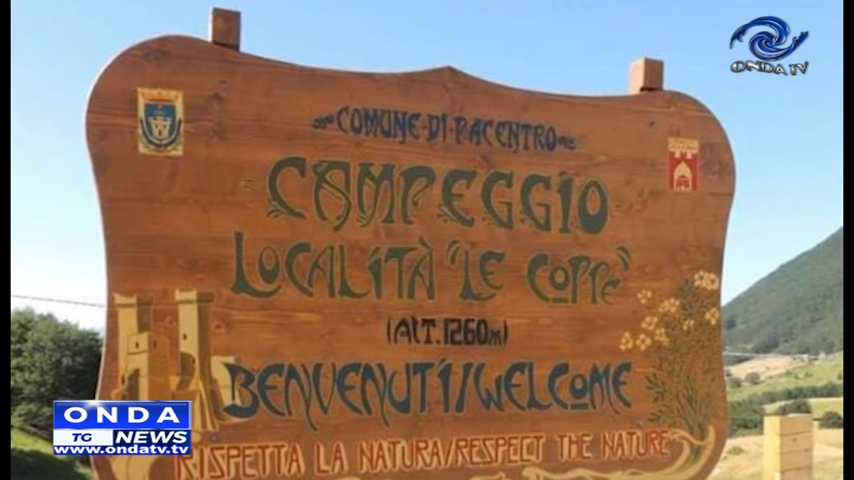 ONDA TV
COMUNE·DI·PACENTRO
CAMPEGGIO
LOCALITÀ "LE COPPE"
(ALT. 1260m)
BENVENUTI/WELCOME
RISPETTA LA NATURA/RESPECT THE NATURE
ONDA
TG NEWS
www.ondatv.tv